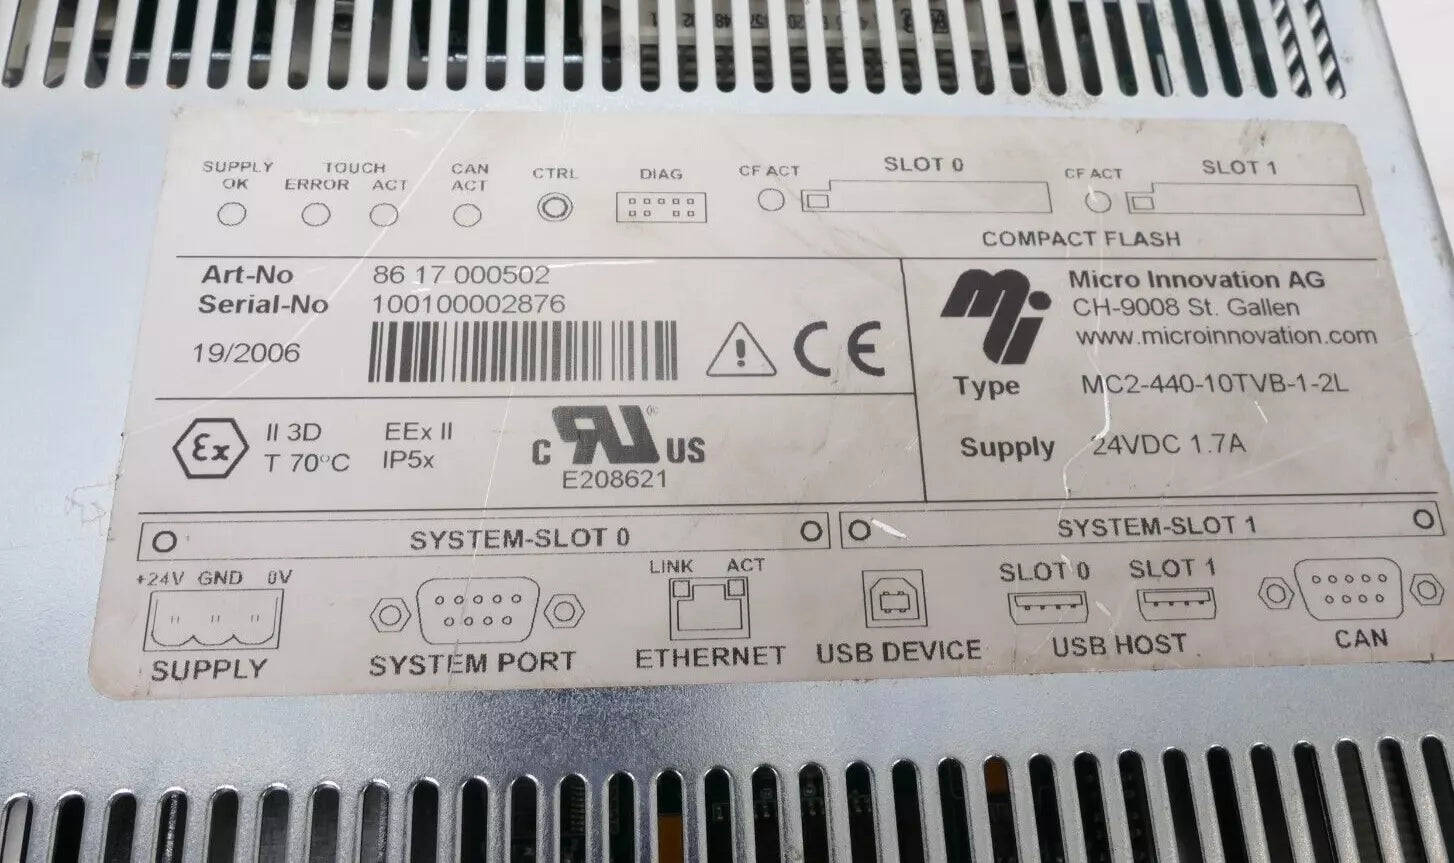 SUPPLY OK
TOUCH
ERROR ACT
CAN ACT
CTRL
DIAG
CF ACT
SLOT 0
CF ACT
SLOT 1
COMPACT FLASH
Art-No 86 17 000502
Serial-No 100100002876
19/2006
CE
mi
Micro Innovation AG
CH-9008 St. Gallen
www.microinnovation.com
Type MC2-440-10TVB-1-2L
Supply 24VDC 1.7A
Ex
II 3D EEx II
T 70°C IP5x
C RU® US
E208621
SYSTEM-SLOT 0
SYSTEM-SLOT 1
+24V GND 0V
SUPPLY
SYSTEM PORT
LINK ACT
ETHERNET
USB DEVICE
SLOT 0 SLOT 1
USB HOST
CAN